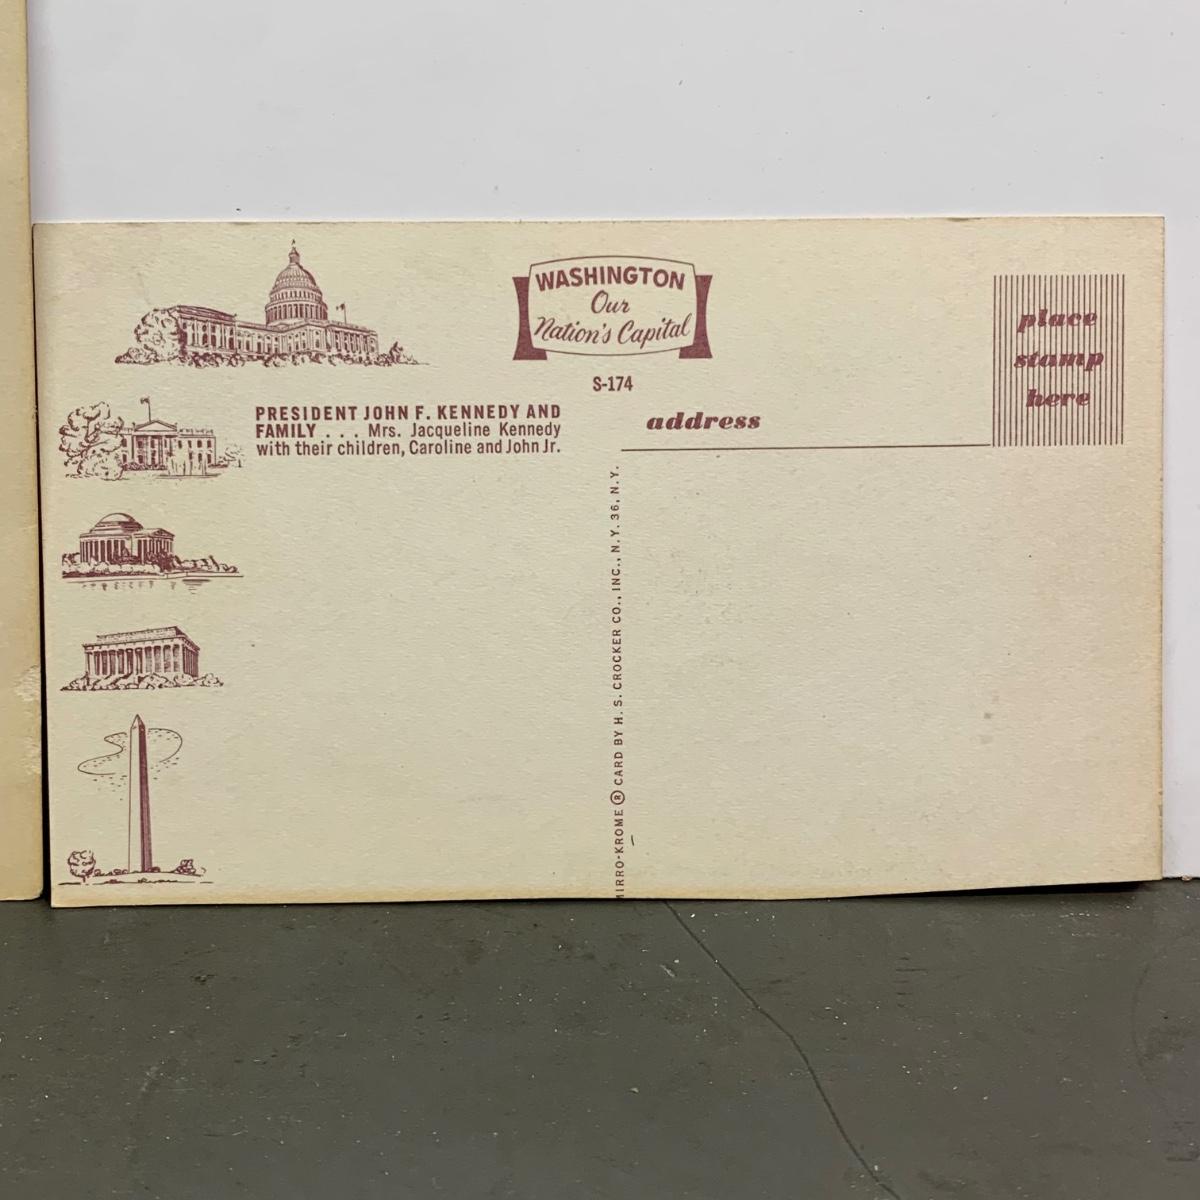 WASHINGTON
Our
Nation's Capital
S-174
place
stamp
here
PRESIDENT JOHN F. KENNEDY AND
FAMILY . . . Mrs. Jacqueline Kennedy
with their children, Caroline and John Jr.
address
MIRRO-KROME ® CARD BY H. S. CROCKER CO., INC., N.Y. 36, N.Y.